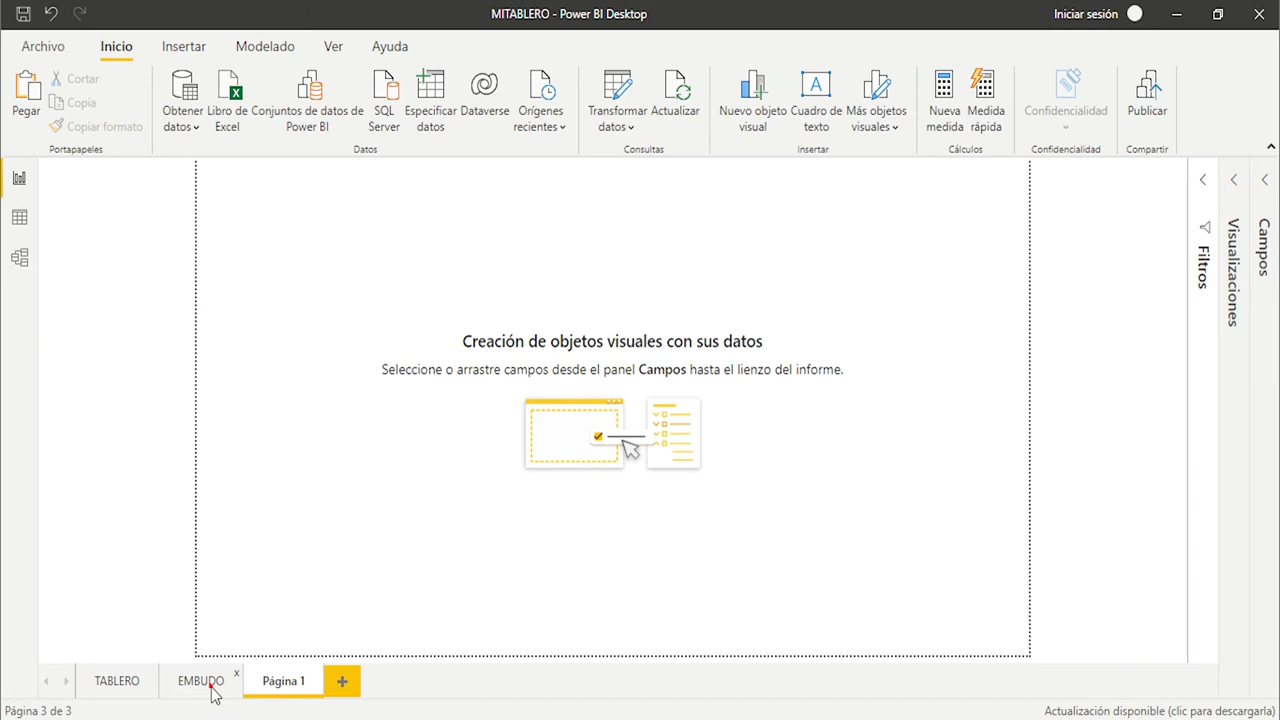 MITABLERO - Power BI Desktop
Iniciar sesión
Archivo
Inicio
Insertar
Modelado
Ver
Ayuda
Pegar
Cortar
Copia
Copiar formato
Portapapeles
Obtener datos
Libro de Excel
Conjuntos de datos de Power BI
SQL Server
Especificar datos
Dataverse
Orígenes recientes
Datos
Transformar datos
Actualizar
Consultas
Nuevo objeto visual
Cuadro de texto
Más objetos visuales
Insertar
Nueva medida
Medida rápida
Cálculos
Confidencialidad
Confidencialidad
Publicar
Compartir
Filtros
Visualizaciones
Campos
Creación de objetos visuales con sus datos
Seleccione o arrastre campos desde el panel Campos hasta el lienzo del informe.
TABLERO
EMBUDO
Página 1
Página 3 de 3
Actualización disponible (clic para descargarla)